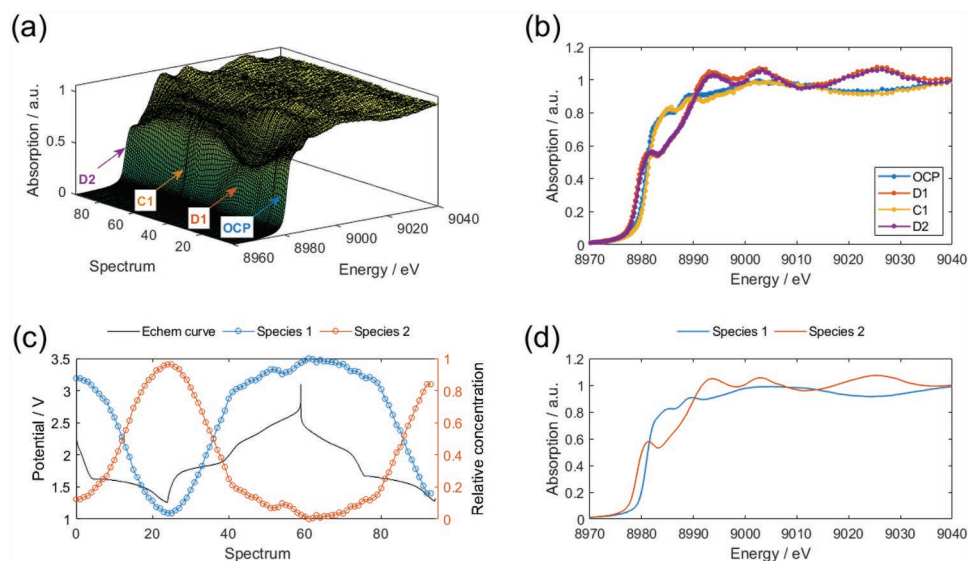 (a)
Absorption / a.u.
1
0.5
0
D2
C1
D1
OCP
80
60
40
20
Spectrum
8960
8980
9000
9020
9040
Energy / eV
(b)
Absorption / a.u.
1.2
1
0.8
0.6
0.4
0.2
0
OCP
D1
C1
D2
8970 8980 8990 9000 9010 9020 9030 9040
Energy / eV
(c)
Echem curve Species 1 Species 2
Potential / V
3.5
3
2.5
2
1.5
1
1
0.8
0.6
0.4
0.2
0
Relative concentration
0 20 40 60 80
Spectrum
(d)
Species 1 Species 2
Absorption / a.u.
1.2
1
0.8
0.6
0.4
0.2
0
8970 8980 8990 9000 9010 9020 9030 9040
Energy / eV